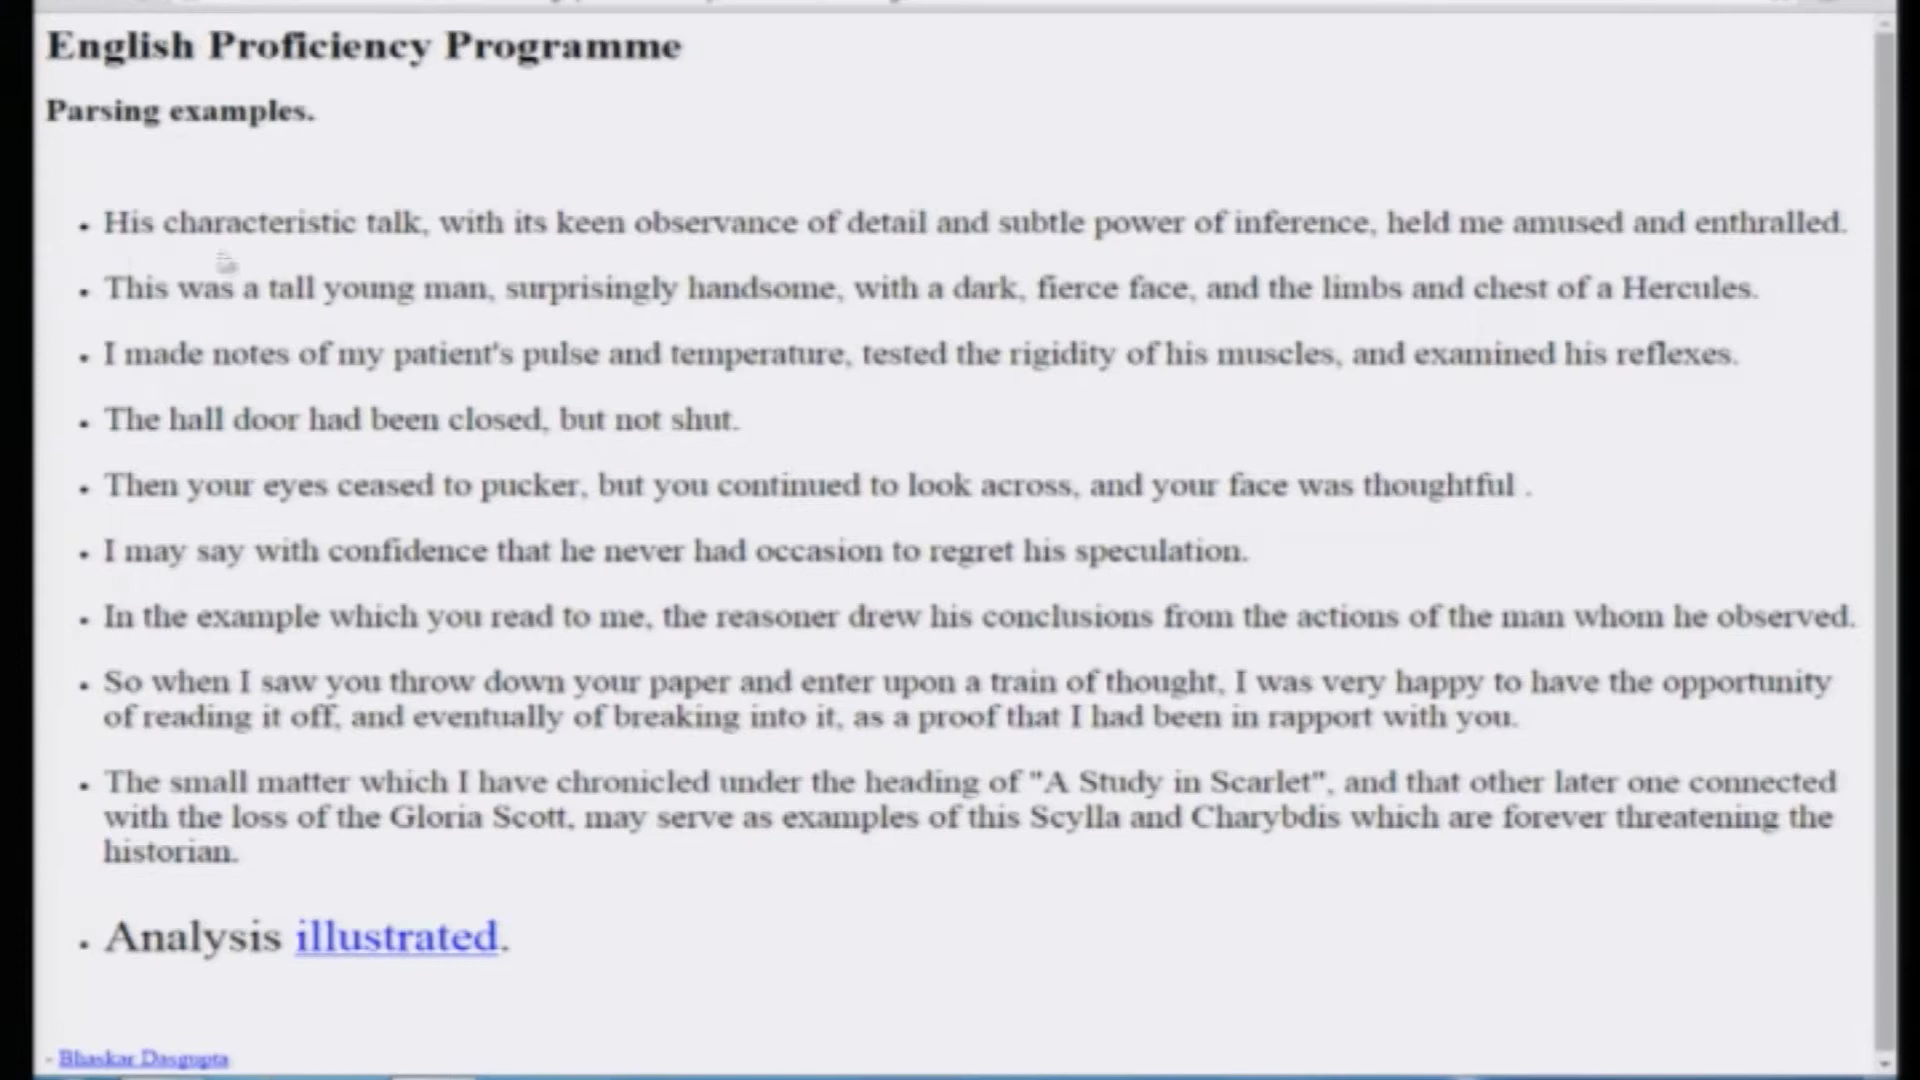 English Proficiency Programme
Parsing examples.
• His characteristic talk, with its keen observance of detail and subtle power of inference, held me amused and enthralled.
• This was a tall young man, surprisingly handsome, with a dark, fierce face, and the limbs and chest of a Hercules.
• I made notes of my patient's pulse and temperature, tested the rigidity of his muscles, and examined his reflexes.
• The hall door had been closed, but not shut.
• Then your eyes ceased to pucker, but you continued to look across, and your face was thoughtful .
• I may say with confidence that he never had occasion to regret his speculation.
• In the example which you read to me, the reasoner drew his conclusions from the actions of the man whom he observed.
• So when I saw you throw down your paper and enter upon a train of thought, I was very happy to have the opportunity
of reading it off, and eventually of breaking into it, as a proof that I had been in rapport with you.
• The small matter which I have chronicled under the heading of "A Study in Scarlet", and that other later one connected
with the loss of the Gloria Scott, may serve as examples of this Scylla and Charybdis which are forever threatening the
historian.
• Analysis illustrated.
- Bhaskar Dasgupta